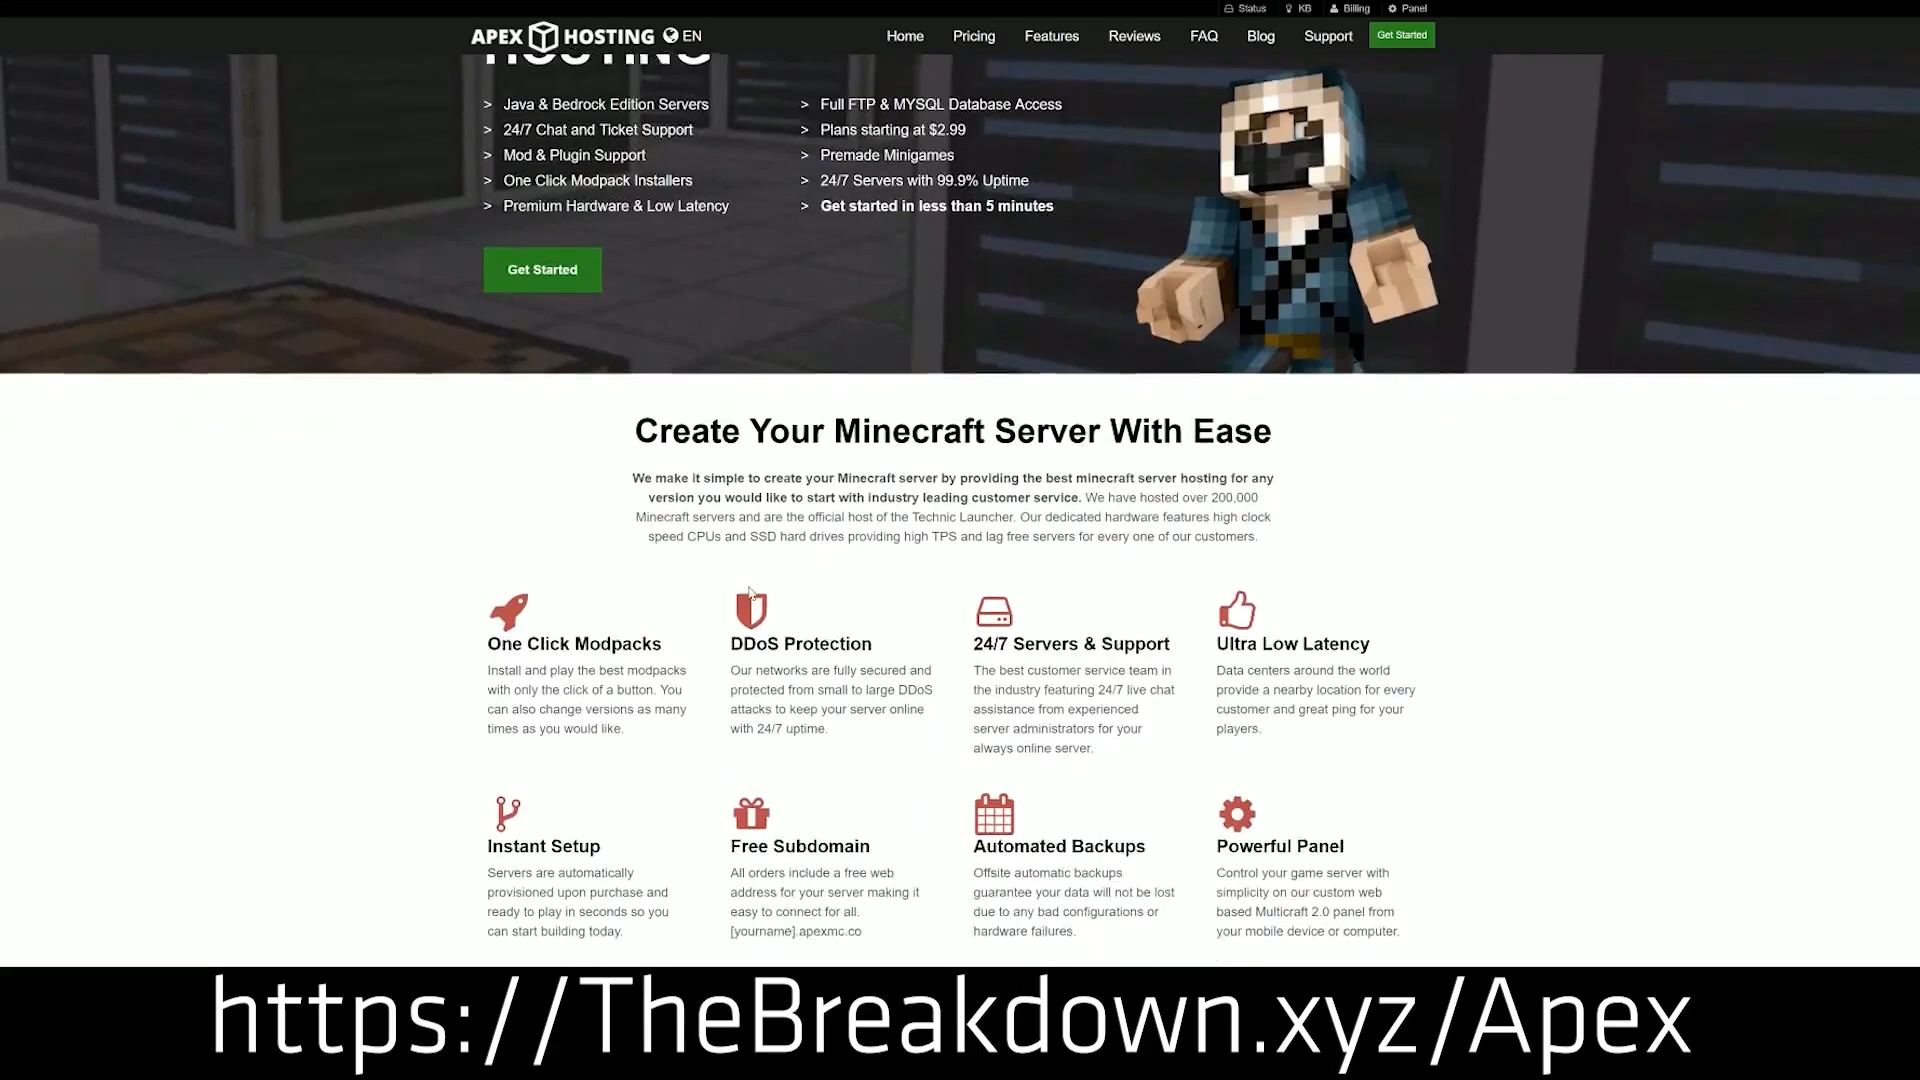 Status KB Billing Panel
APEX HOSTING EN Home Pricing Features Reviews FAQ Blog Support Get Started
HOSTING
> Java & Bedrock Edition Servers
> 24/7 Chat and Ticket Support
> Mod & Plugin Support
> One Click Modpack Installers
> Premium Hardware & Low Latency
> Full FTP & MYSQL Database Access
> Plans starting at $2.99
> Premade Minigames
> 24/7 Servers with 99.9% Uptime
> Get started in less than 5 minutes
Get Started
Create Your Minecraft Server With Ease
We make it simple to create your Minecraft server by providing the best minecraft server hosting for any
version you would like to start with industry leading customer service. We have hosted over 200,000
Minecraft servers and are the official host of the Technic Launcher. Our dedicated hardware features high clock
speed CPUs and SSD hard drives providing high TPS and lag free servers for every one of our customers.
One Click Modpacks
Install and play the best modpacks
with only the click of a button. You
can also change versions as many
times as you would like.
DDoS Protection
Our networks are fully secured and
protected from small to large DDoS
attacks to keep your server online
with 24/7 uptime.
24/7 Servers & Support
The best customer service team in
the industry featuring 24/7 live chat
assistance from experienced
server administrators for your
always online server.
Ultra Low Latency
Data centers around the world
provide a nearby location for every
customer and great ping for your
players.
Instant Setup
Servers are automatically
provisioned upon purchase and
ready to play in seconds so you
can start building today.
Free Subdomain
All orders include a free web
address for your server making it
easy to connect for all.
[yourname].apexmc.co
Automated Backups
Offsite automatic backups
guarantee your data will not be lost
due to any bad configurations or
hardware failures.
Powerful Panel
Control your game server with
simplicity on our custom web
based Multicraft 2.0 panel from
your mobile device or computer.
https://TheBreakdown.xyz/Apex